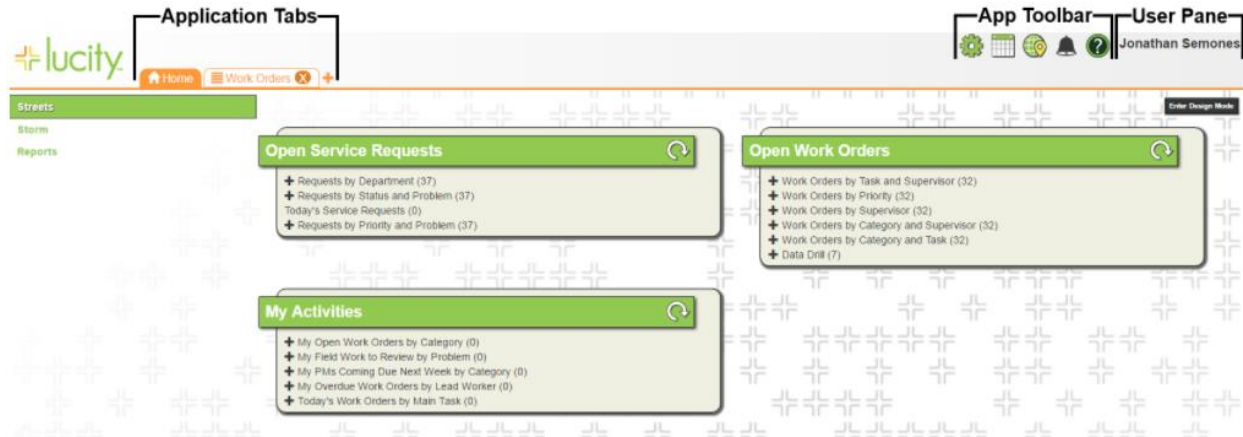 Application Tabs
App Toolbar
User Pane
lucity
Jonathan Semones
Home
Work Orders
Streets
Storm
Reports
Enter Design Mode
Open Service Requests
Requests by Department (37)
Requests by Status and Problem (37)
Today's Service Requests (0)
Requests by Priority and Problem (37)
Open Work Orders
Work Orders by Task and Supervisor (32)
Work Orders by Priority (32)
Work Orders by Supervisor (32)
Work Orders by Category and Supervisor (32)
Work Orders by Category and Task (32)
Data Drill (7)
My Activities
My Open Work Orders by Category (0)
My Field Work to Review by Problem (0)
My PMs Coming Due Next Week by Category (0)
My Overdue Work Orders by Lead Worker (0)
Today's Work Orders by Main Task (0)